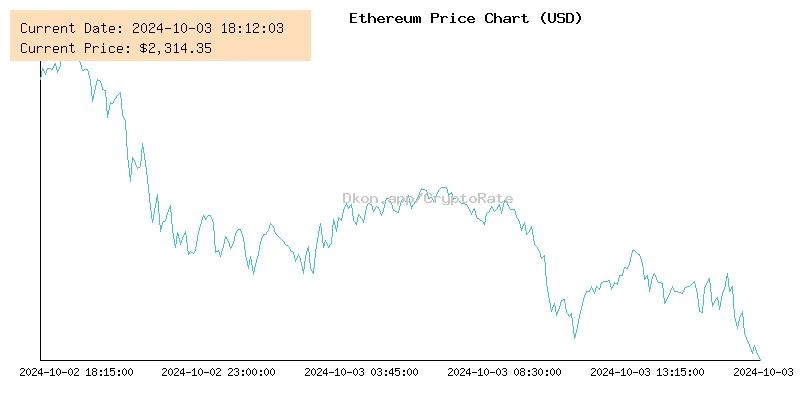 Ethereum Price Chart (USD)
Current Date: 2024-10-03 18:12:03
Current Price: $2,314.35
Dkon.app/CryptoRate
2024-10-02 18:15:00 2024-10-02 23:00:00 2024-10-03 03:45:00 2024-10-03 08:30:00 2024-10-03 13:15:00 2024-10-03